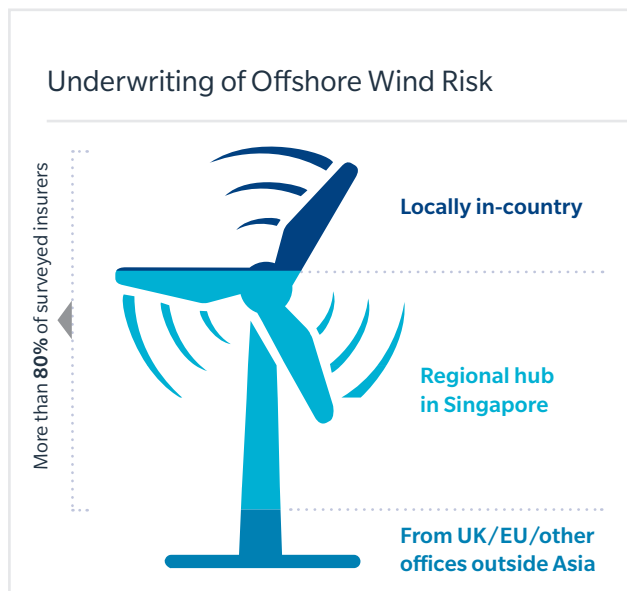 Underwriting of Offshore Wind Risk
More than 80% of surveyed insurers
Locally in-country
Regional hub
in Singapore
From UK/EU/other
offices outside Asia